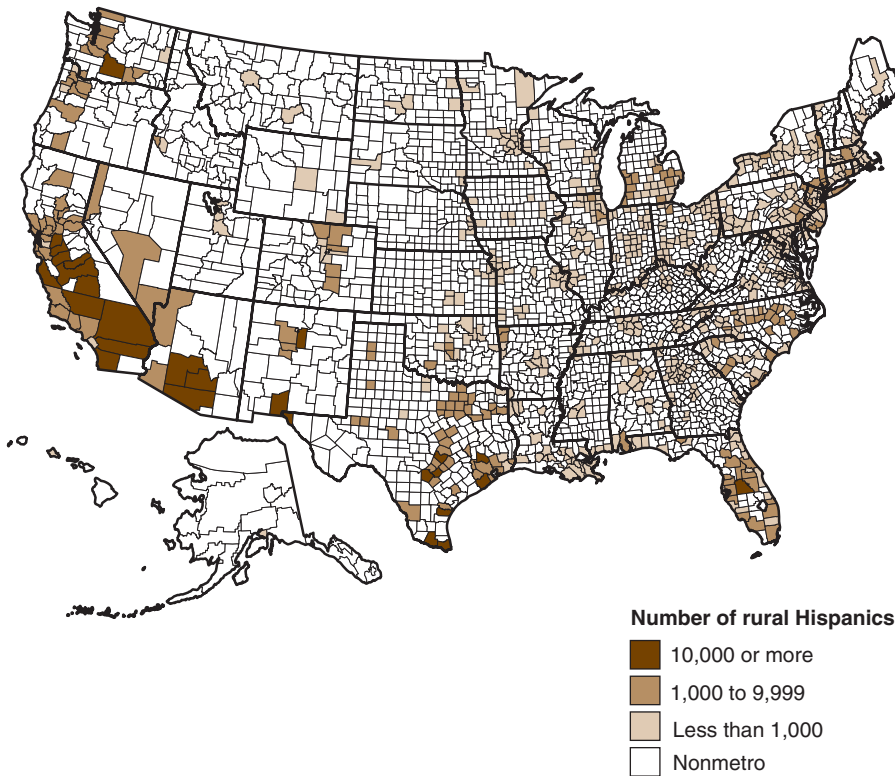 Number of rural Hispanics
10,000 or more
1,000 to 9,999
Less than 1,000
Nonmetro